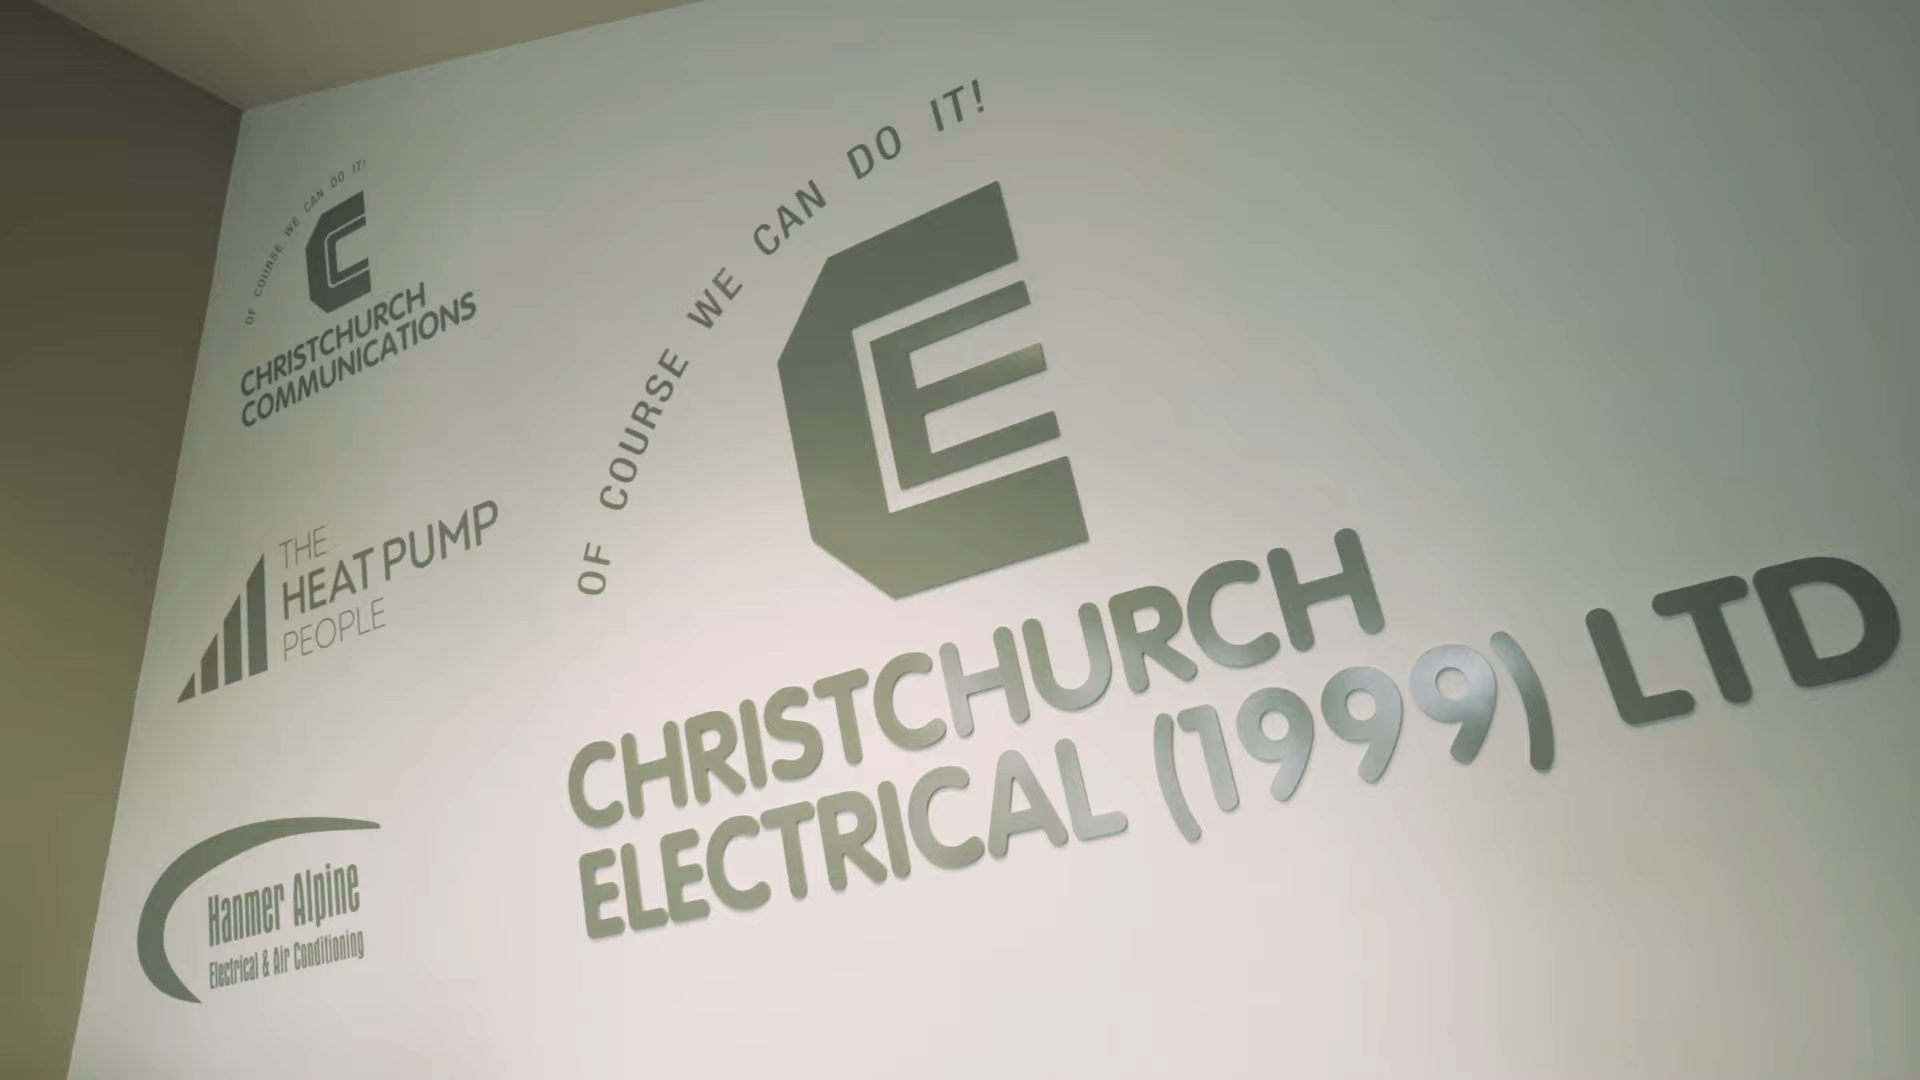 OF COURSE WE CAN DO IT!
CHRISTCHURCH
COMMUNICATIONS
THE
HEAT PUMP
PEOPLE
Hanmer Alpine
Electrical & Air Conditioning
OF COURSE WE CAN DO IT!
CE
CHRISTCHURCH
ELECTRICAL (1999) LTD